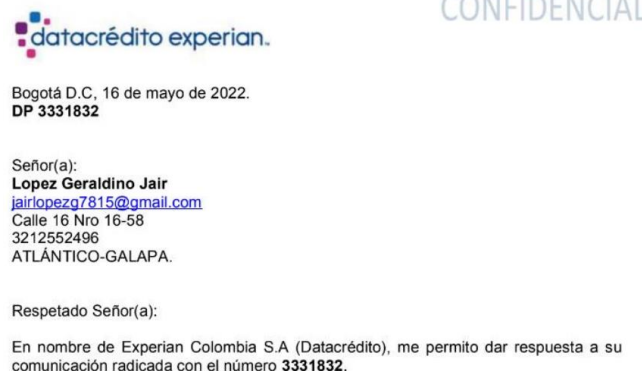 CONFIDENCIAL
datacrédito experian.
Bogotá D.C, 16 de mayo de 2022.
DP 3331832
Señor(a):
Lopez Geraldino Jair
jairlopezg7815@gmail.com
Calle 16 Nro 16-58
3212552496
ATLÁNTICO-GALAPA.
Respetado Señor(a):
En nombre de Experian Colombia S.A (Datacrédito), me permito dar respuesta a su
comunicación radicada con el número 3331832.